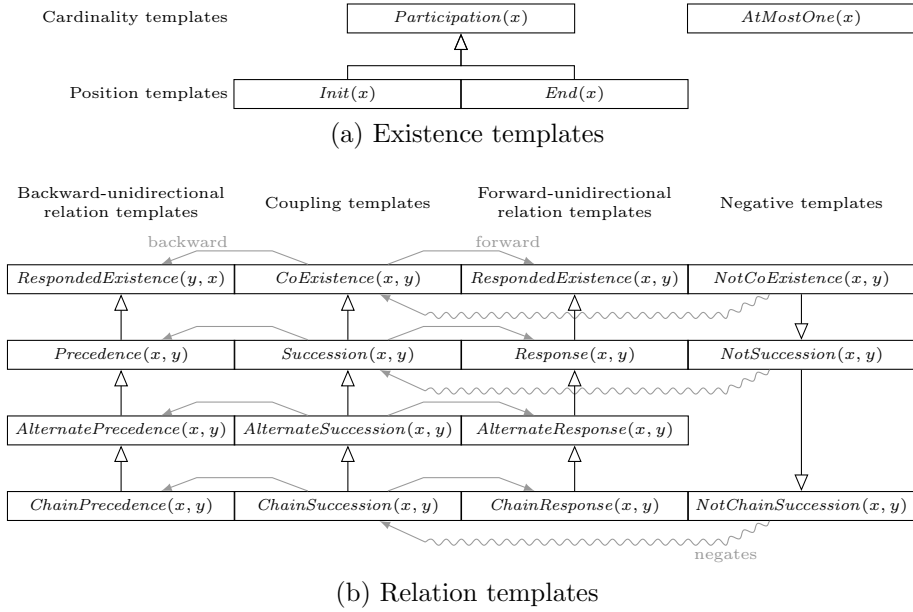 Cardinality templates Participation(x) AtMostOne(x)
Position templates Init(x) End(x)
(a) Existence templates
Backward-unidirectional relation templates
Coupling templates
Forward-unidirectional relation templates
Negative templates
backward forward
RespondedExistence(y, x) CoExistence(x, y) RespondedExistence(x, y) NotCoExistence(x, y)
Precedence(x, y) Succession(x, y) Response(x, y) NotSuccession(x, y)
AlternatePrecedence(x, y) AlternateSuccession(x, y) AlternateResponse(x, y)
ChainPrecedence(x, y) ChainSuccession(x, y) ChainResponse(x, y) NotChainSuccession(x, y)
negates
(b) Relation templates